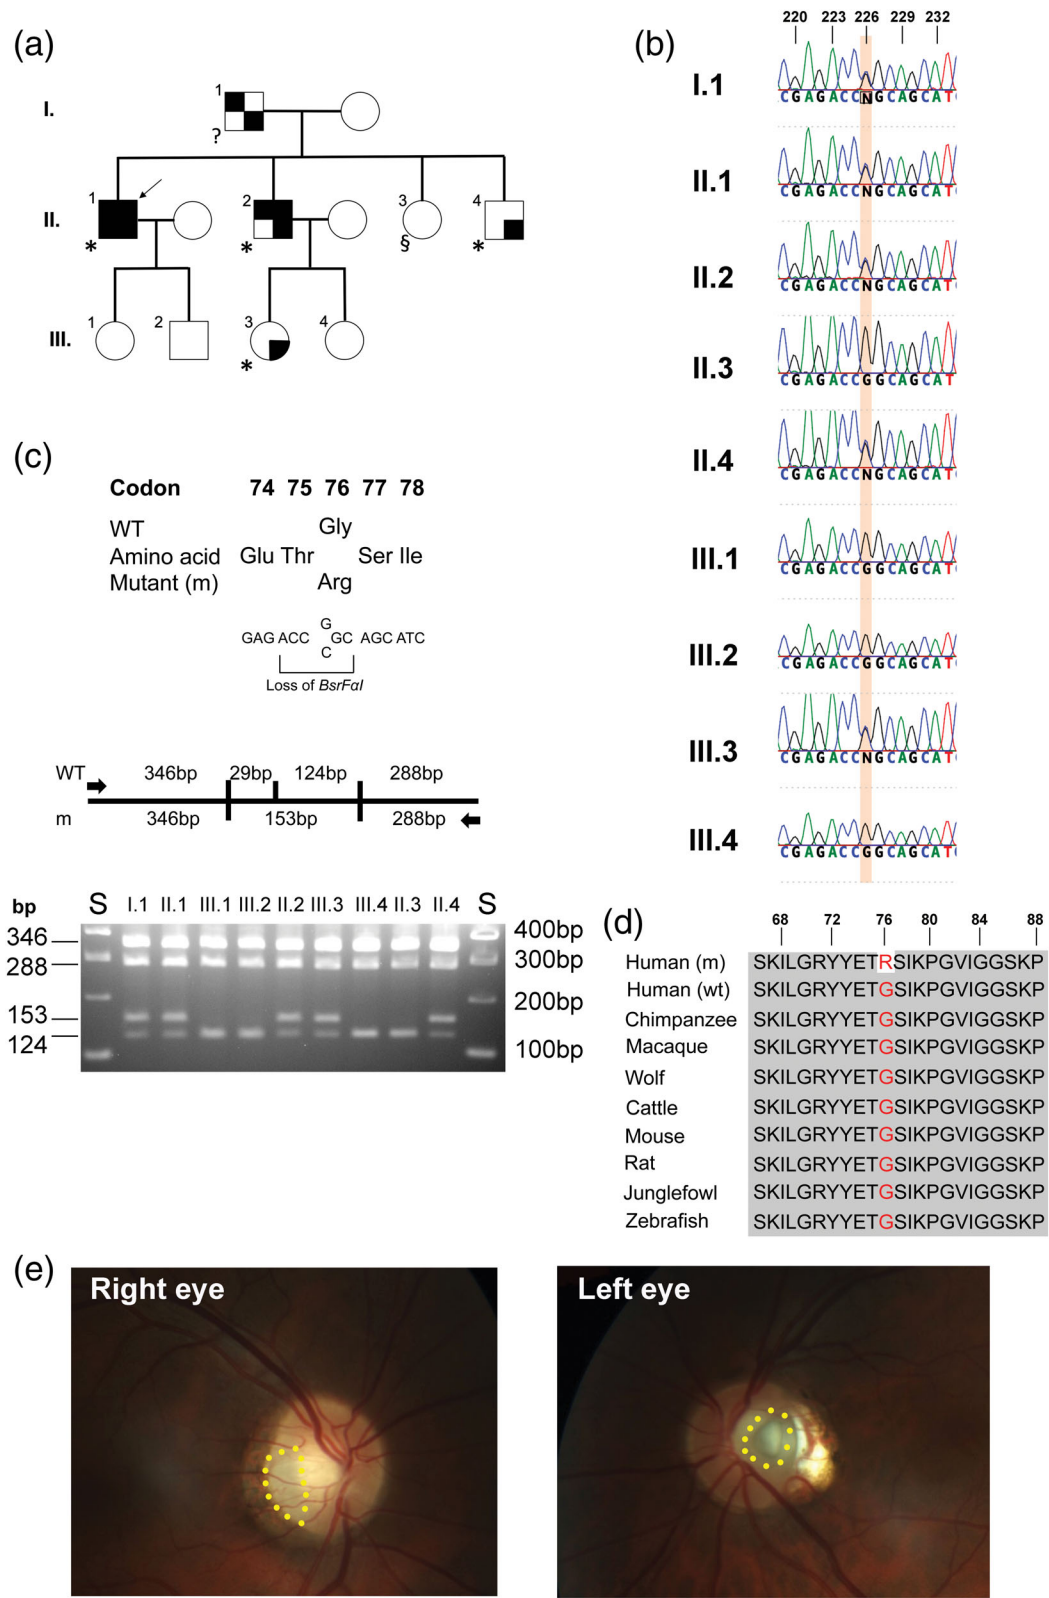 (a)
I.
1
?
II.
1
*
2
*
3
§
4
*
III.
1
2
3
*
4
(b)
220 223 226 229 232
I.1
CGAGACCNGCAGCAT
II.1
CGAGACCNGCAGCAT
II.2
CGAGACCNGCAGCAT
II.3
CGAGACCGGCAGCAT
II.4
CGAGACCNGCAGCAT
III.1
CGAGACCGGCAGCAT
III.2
CGAGACCGGCAGCAT
III.3
CGAGACCNGCAGCAT
III.4
CGAGACCGGCAGCAT
(c)
Codon 74 75 76 77 78
WT Gly
Amino acid Glu Thr Ser Ile
Mutant (m) Arg
G
GAG ACC GC AGC ATC
C
Loss of BsrFαI
WT 346bp 29bp 124bp 288bp
m 346bp 153bp 288bp
bp S I.1 II.1 III.1 III.2 II.2 III.3 III.4 II.3 II.4 S
346 400bp
288 300bp
200bp
153
124 100bp
(d)
68 72 76 80 84 88
Human (m) SKILGRYYETRSIKPGVIGGSKP
Human (wt) SKILGRYYETGSIKPGVIGGSKP
Chimpanzee SKILGRYYETGSIKPGVIGGSKP
Macaque SKILGRYYETGSIKPGVIGGSKP
Wolf SKILGRYYETGSIKPGVIGGSKP
Cattle SKILGRYYETGSIKPGVIGGSKP
Mouse SKILGRYYETGSIKPGVIGGSKP
Rat SKILGRYYETGSIKPGVIGGSKP
Junglefowl SKILGRYYETGSIKPGVIGGSKP
Zebrafish SKILGRYYETGSIKPGVIGGSKP
(e)
Right eye
Left eye